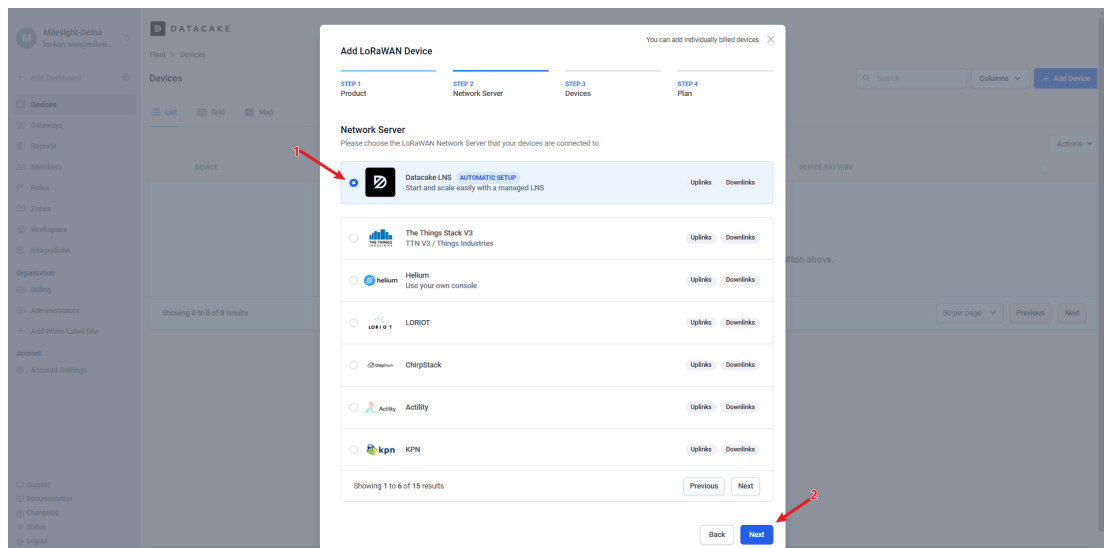 Milesight-Demo
DATACAKE
Fleet > Devices
+ Add Dashboard
Devices
Gateways
Reports
Members
Rules
Zones
Workspace
Integrations
Organization
Billing
Administrators
+ Add White Label Site
Account
Account Settings
Support
Documentation
Changelog
Status
Logout
Devices
Search
Columns
+ Add Device
List
Grid
Map
Actions
DEVICE
DEVICE BATTERY
tton above.
Showing 0 to 0 of 0 results
50 per page
Previous
Next
You can add individually billed devices.
Add LoRaWAN Device
STEP 1
Product
STEP 2
Network Server
STEP 3
Devices
STEP 4
Plan
Network Server
Please choose the LoRaWAN Network Server that your devices are connected to.
1
Datacake LNS AUTOMATIC SETUP
Start and scale easily with a managed LNS
Uplinks Downlinks
THE THINGS INDUSTRIES
The Things Stack V3
TTN V3 / Things Industries
Uplinks Downlinks
helium
Helium
Use your own console
Uplinks Downlinks
LORIOT
LORIOT
Uplinks Downlinks
ChirpStack
ChirpStack
Uplinks Downlinks
Actility
Actility
Uplinks Downlinks
kpn
KPN
Uplinks Downlinks
Showing 1 to 6 of 15 results
Previous
Next
2
Back
Next